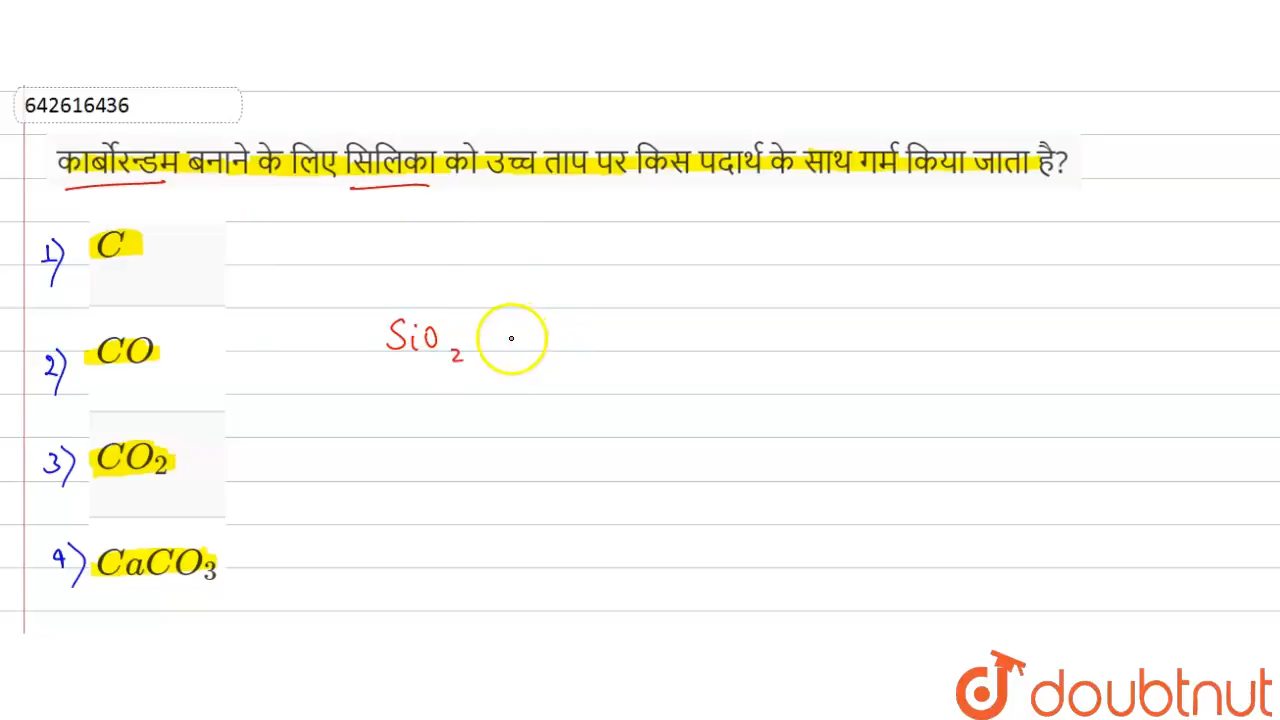 642616436
कार्बोरन्डम बनाने के लिए सिलिका को उच्च ताप पर किस पदार्थ के साथ गर्म किया जाता है?
1) C
2) CO
SiO2
3) CO2
4) CaCO3
doubtnut